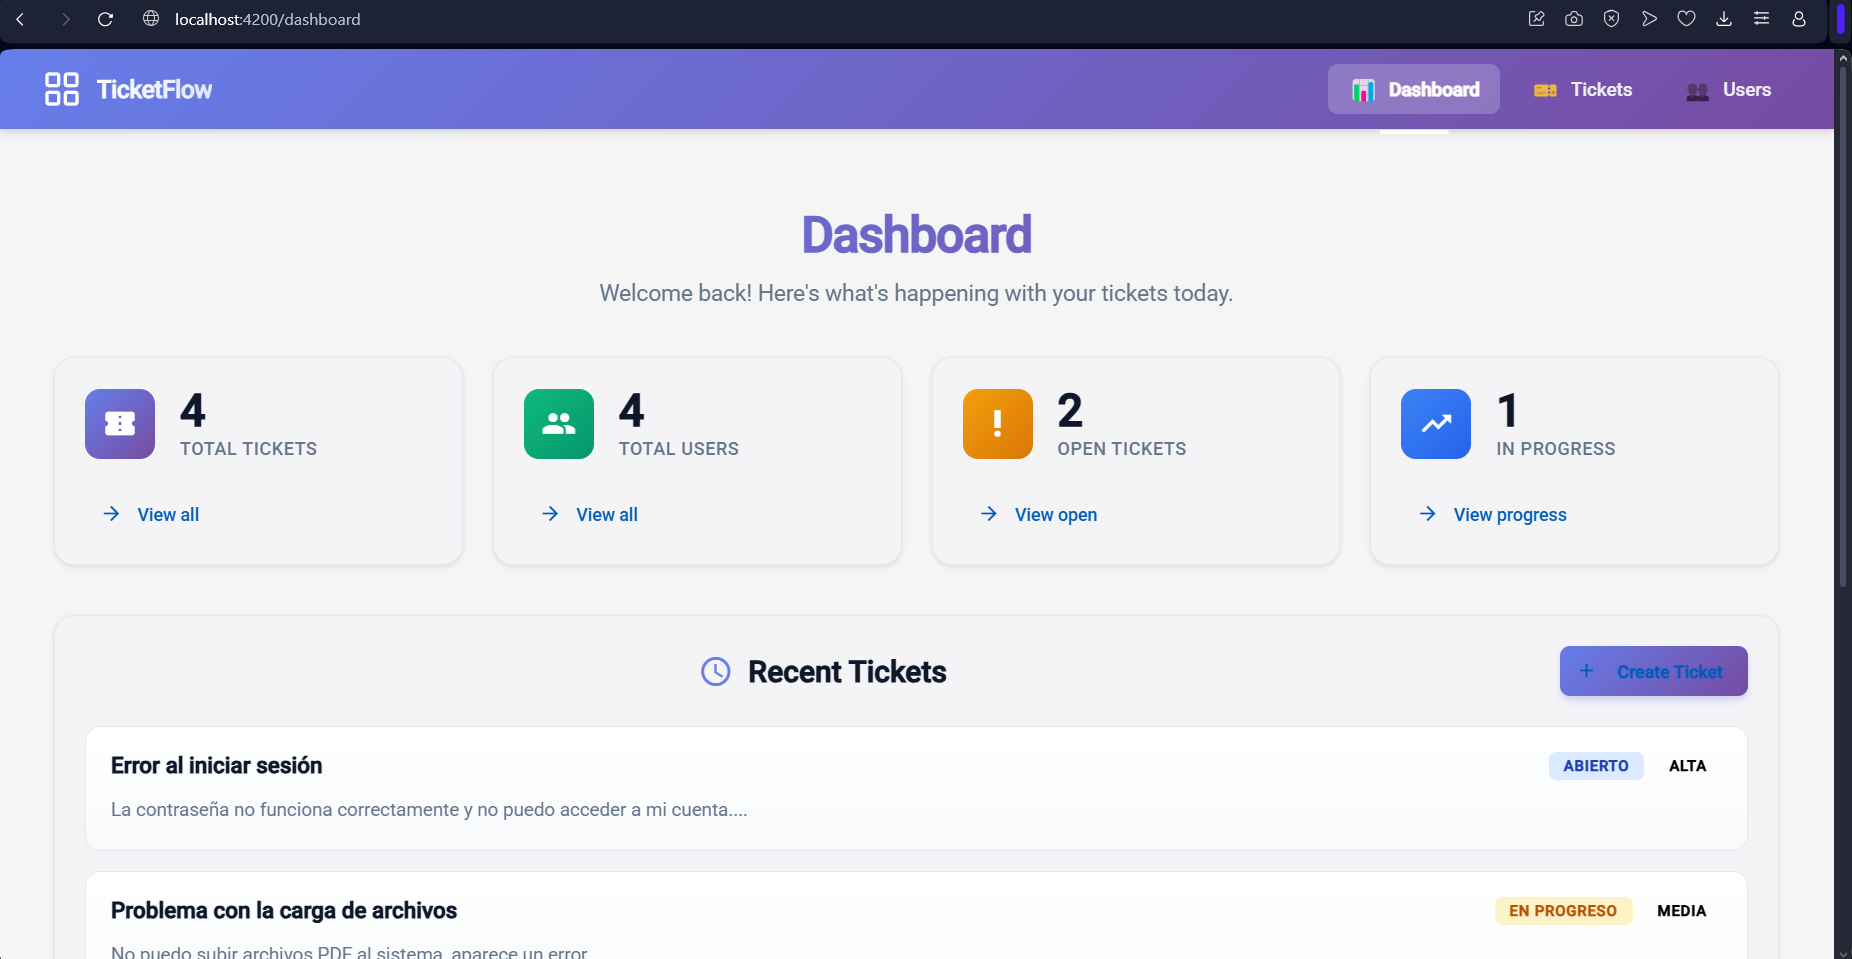 localhost:4200/dashboard
TicketFlow
Dashboard
Tickets
Users
Dashboard
Welcome back! Here's what's happening with your tickets today.
4
TOTAL TICKETS
View all
4
TOTAL USERS
View all
2
OPEN TICKETS
View open
1
IN PROGRESS
View progress
Recent Tickets
Create Ticket
Error al iniciar sesión
ABIERTO
ALTA
La contraseña no funciona correctamente y no puedo acceder a mi cuenta....
Problema con la carga de archivos
EN PROGRESO
MEDIA
No puedo subir archivos PDF al sistema, aparece un error